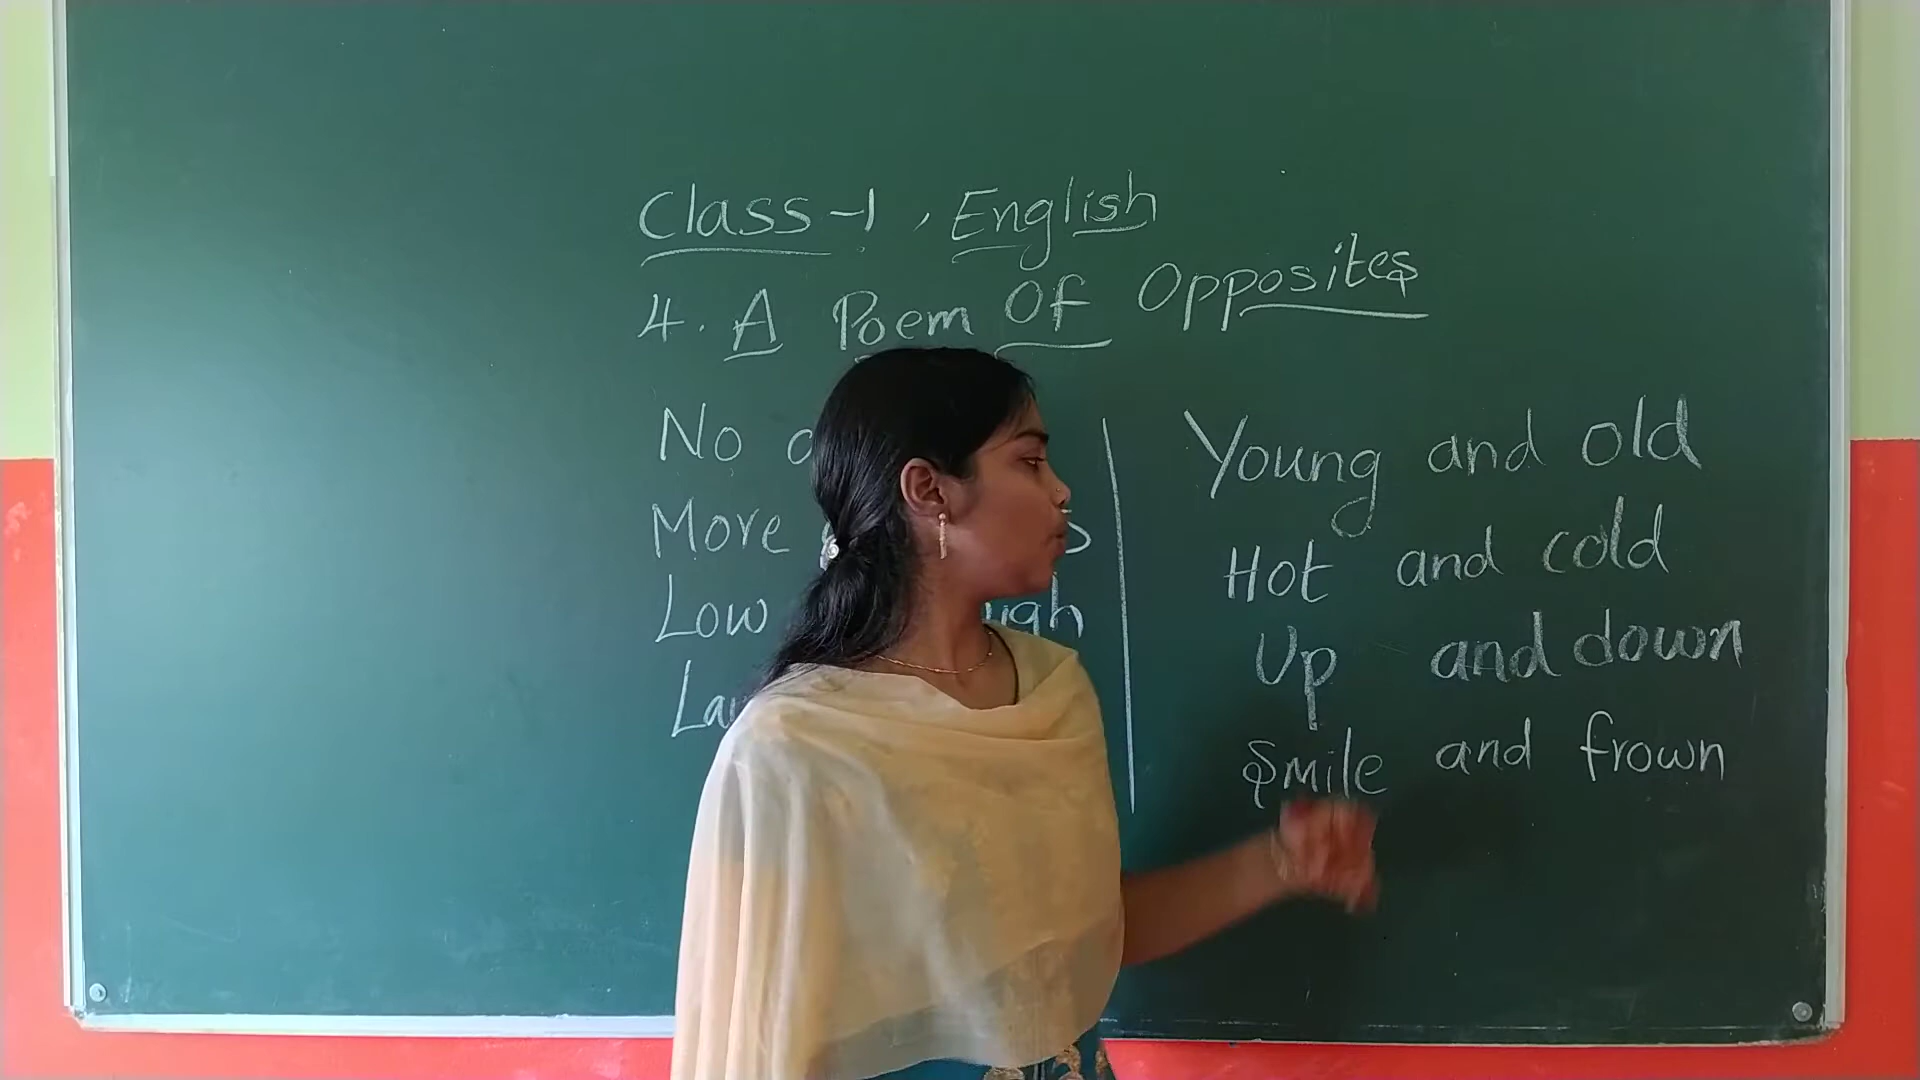 Class-1, English
4. A Poem Of Opposites
No
More
Low
Young and old
Hot and cold
Up and down
Smile and frown